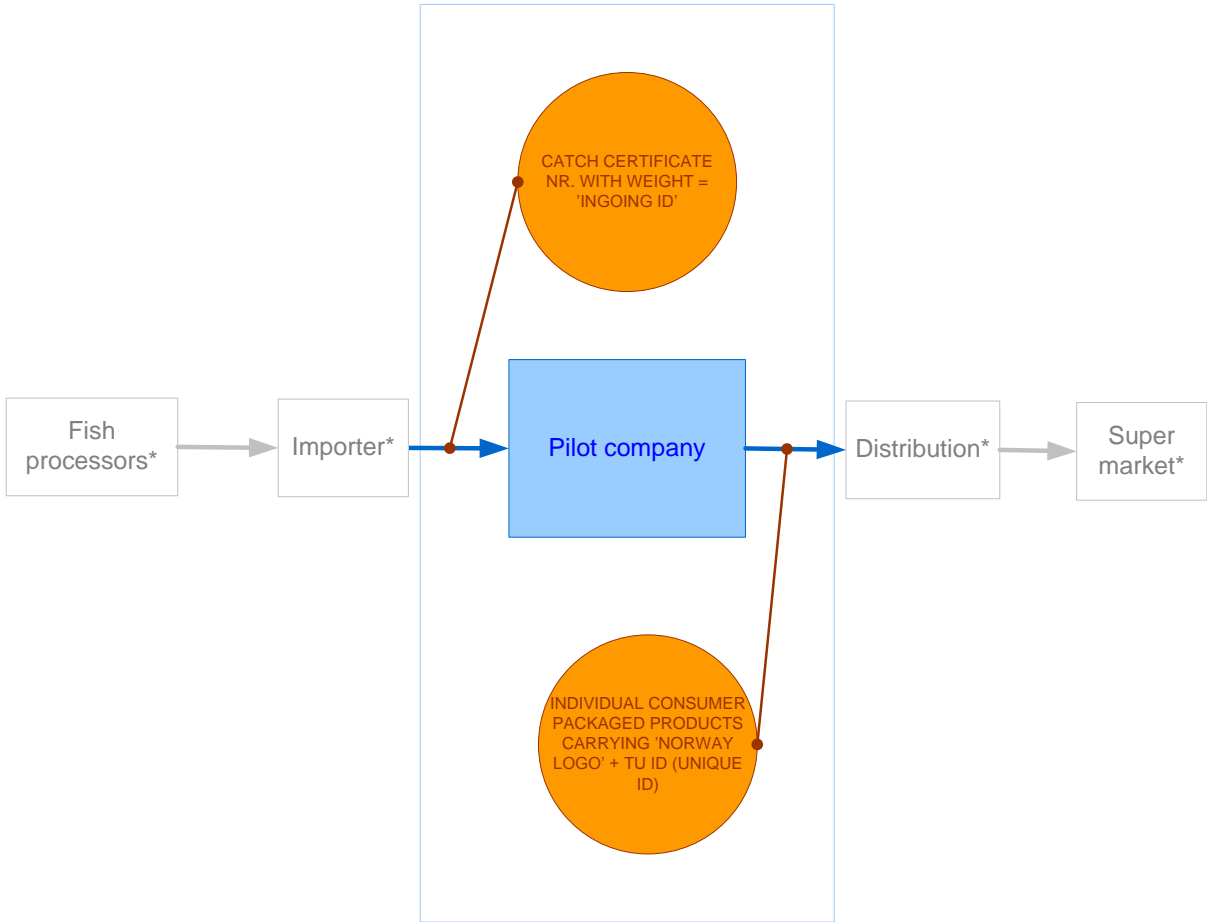 CATCH CERTIFICATE
NR. WITH WEIGHT =
’INGOING ID’
Fish
processors*
Importer*
Pilot company
Distribution*
Super
market*
INDIVIDUAL CONSUMER
PACKAGED PRODUCTS
CARRYING ’NORWAY
LOGO’ + TU ID (UNIQUE
ID)